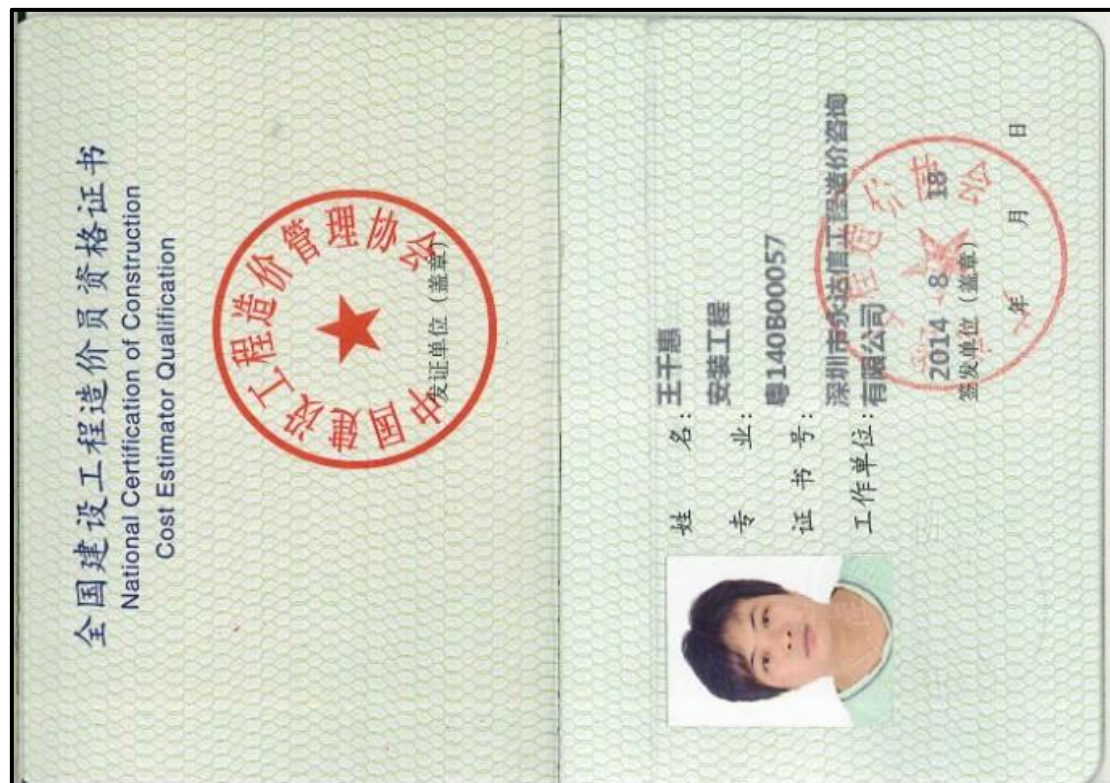 全国建设工程造价员资格证书
National Certification of Construction
Cost Estimator Qualification
中国建设工程造价管理协会
发证单位（盖章）
姓 名：王千惠
专 业：安装工程
证 书 号：粤140B00057
工作单位：深圳市永达信工程造价咨询
有限公司
2014 8 18
签发单位（盖章）
年 月 日